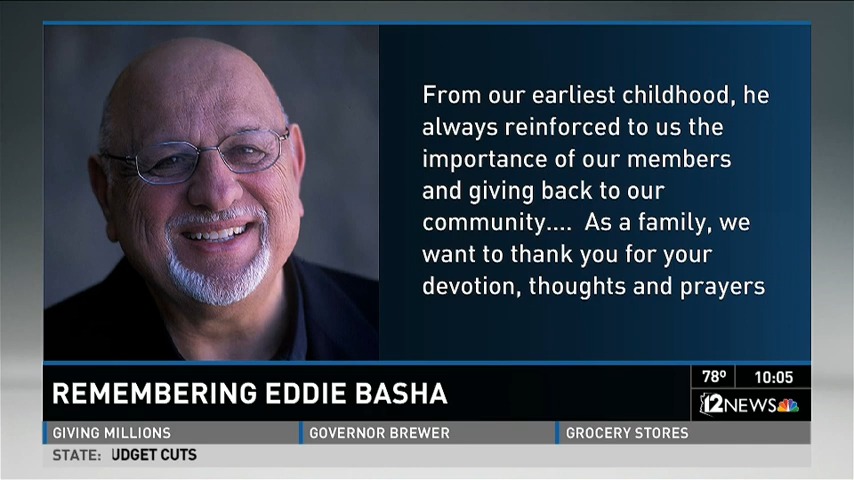 From our earliest childhood, he
always reinforced to us the
importance of our members
and giving back to our
community.... As a family, we
want to thank you for your
devotion, thoughts and prayers
REMEMBERING EDDIE BASHA
78° 10:05
12NEWS
GIVING MILLIONS GOVERNOR BREWER GROCERY STORES
STATE: UDGET CUTS